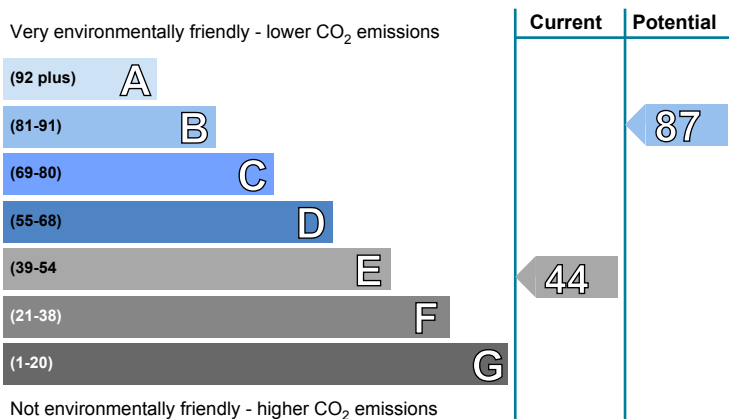 Current Potential
Very environmentally friendly - lower CO₂ emissions
(92 plus) A
(81-91) B
87
(69-80) C
(55-68) D
(39-54 E
44
(21-38) F
(1-20) G
Not environmentally friendly - higher CO₂ emissions